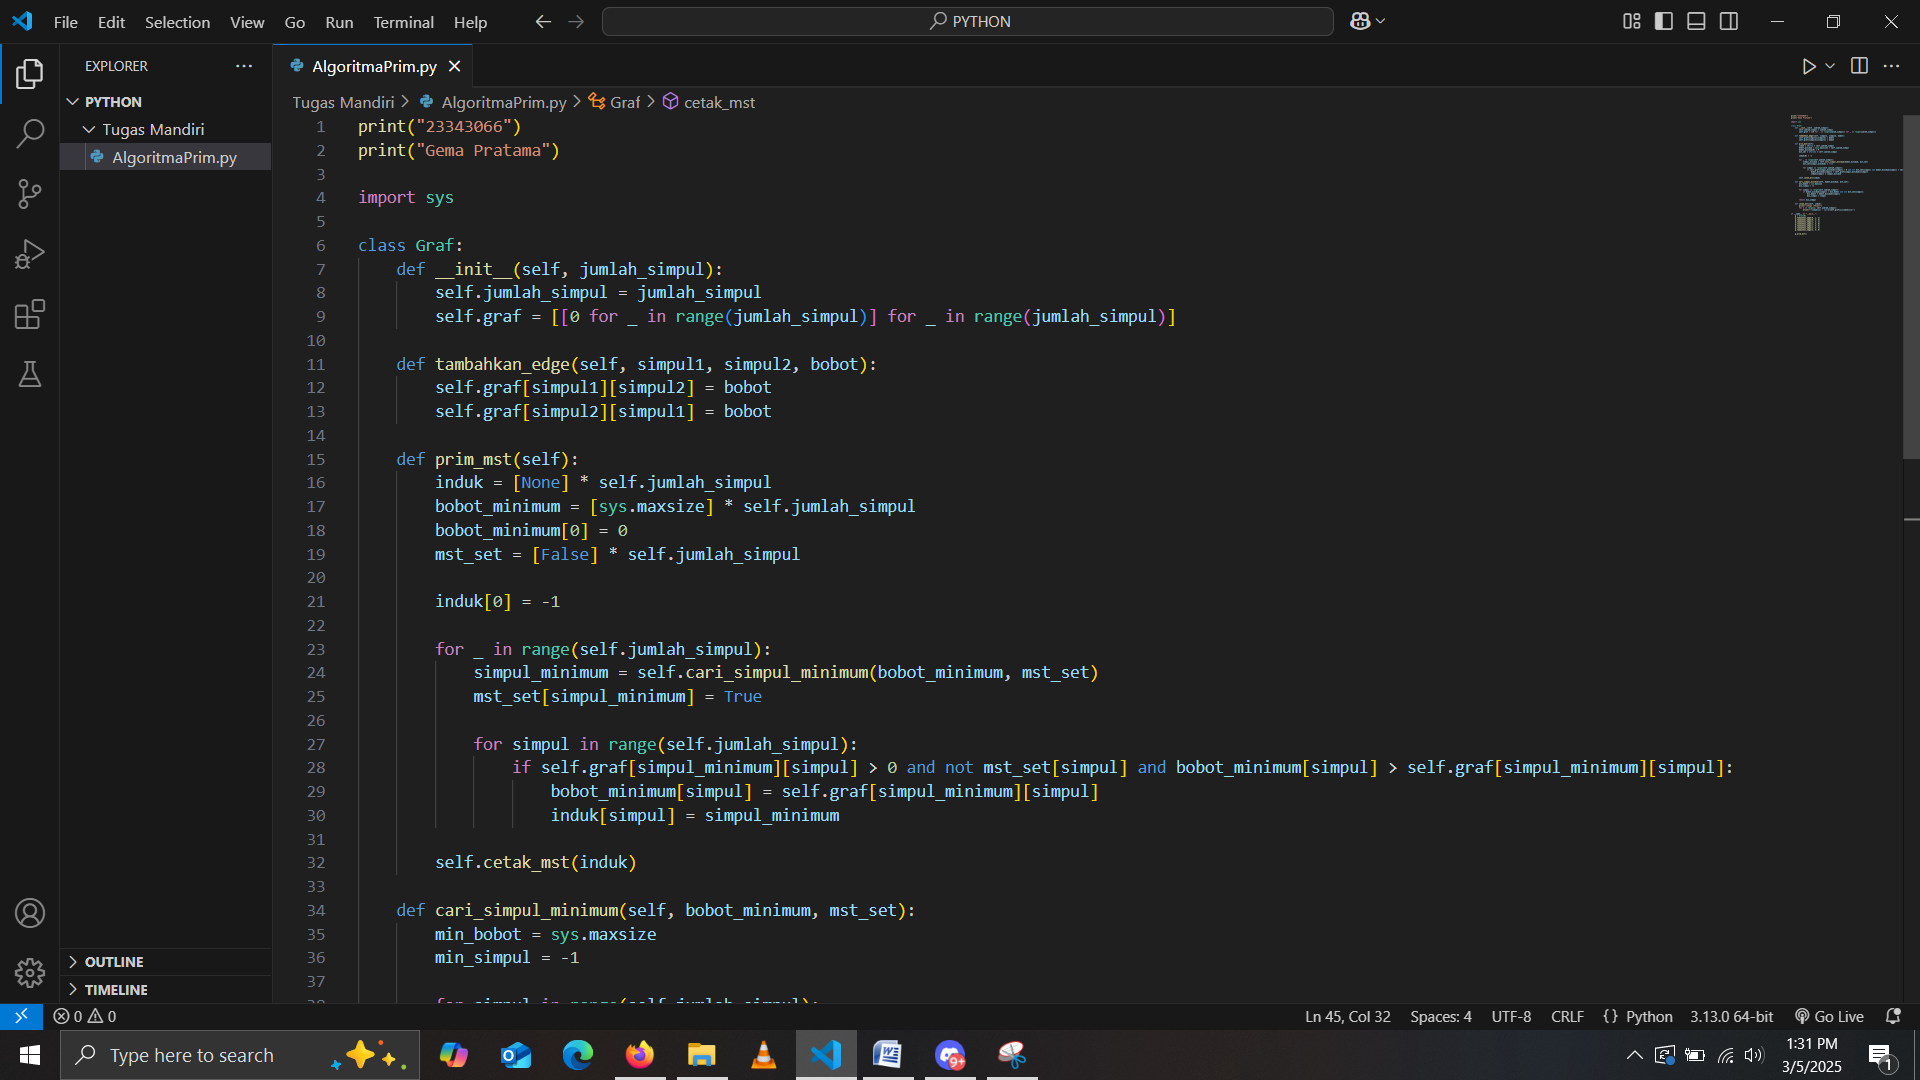 File Edit Selection View Go Run Terminal Help
PYTHON
EXPLORER
PYTHON
Tugas Mandiri
AlgoritmaPrim.py
OUTLINE
TIMELINE
AlgoritmaPrim.py
Tugas Mandiri > AlgoritmaPrim.py > Graf > cetak_mst
1 print("23343066")
2 print("Gema Pratama")
3
4 import sys
5
6 class Graf:
7     def __init__(self, jumlah_simpul):
8         self.jumlah_simpul = jumlah_simpul
9         self.graf = [[0 for _ in range(jumlah_simpul)] for _ in range(jumlah_simpul)]
10
11     def tambahkan_edge(self, simpul1, simpul2, bobot):
12         self.graf[simpul1][simpul2] = bobot
13         self.graf[simpul2][simpul1] = bobot
14
15     def prim_mst(self):
16         induk = [None] * self.jumlah_simpul
17         bobot_minimum = [sys.maxsize] * self.jumlah_simpul
18         bobot_minimum[0] = 0
19         mst_set = [False] * self.jumlah_simpul
20
21         induk[0] = -1
22
23         for _ in range(self.jumlah_simpul):
24             simpul_minimum = self.cari_simpul_minimum(bobot_minimum, mst_set)
25             mst_set[simpul_minimum] = True
26
27             for simpul in range(self.jumlah_simpul):
28                 if self.graf[simpul_minimum][simpul] > 0 and not mst_set[simpul] and bobot_minimum[simpul] > self.graf[simpul_minimum][simpul]:
29                     bobot_minimum[simpul] = self.graf[simpul_minimum][simpul]
30                     induk[simpul] = simpul_minimum
31
32         self.cetak_mst(induk)
33
34     def cari_simpul_minimum(self, bobot_minimum, mst_set):
35         min_bobot = sys.maxsize
36         min_simpul = -1
37
38         for simpul in range(self.jumlah_simpul):
0 0
Ln 45, Col 32 Spaces: 4 UTF-8 CRLF {} Python 3.13.0 64-bit Go Live
Type here to search
9+
1:31 PM
3/5/2025
1